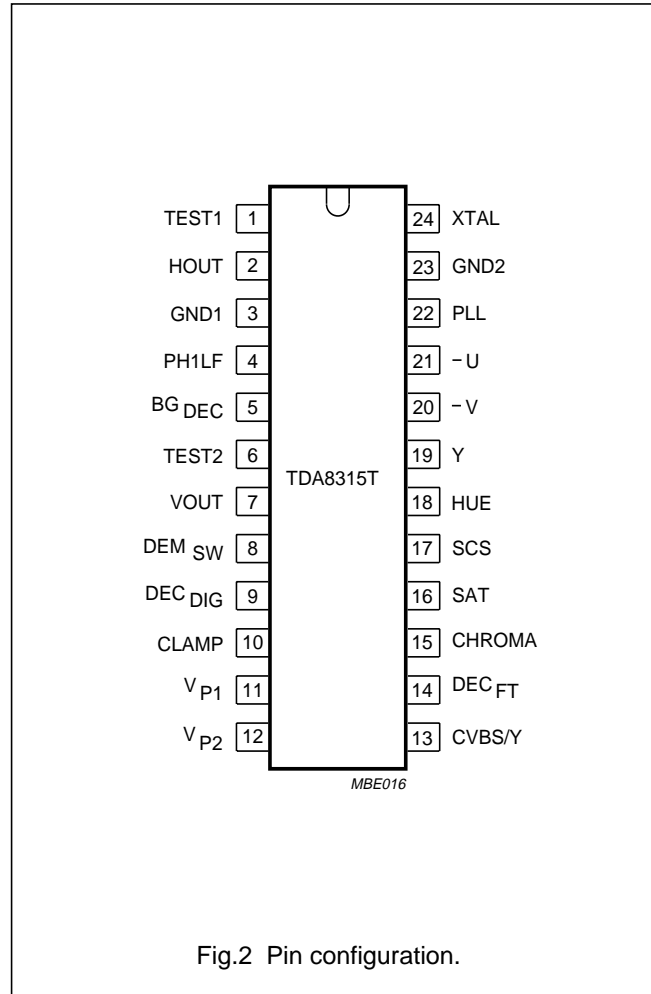 TEST1 1 24 XTAL
HOUT 2 23 GND2
GND1 3 22 PLL
PH1LF 4 21 −U
BG DEC 5 20 −V
TEST2 6 19 Y
TDA8315T
VOUT 7 18 HUE
DEM SW 8 17 SCS
DEC DIG 9 16 SAT
CLAMP 10 15 CHROMA
V P1 11 14 DEC FT
V P2 12 13 CVBS/Y
MBE016
Fig.2 Pin configuration.